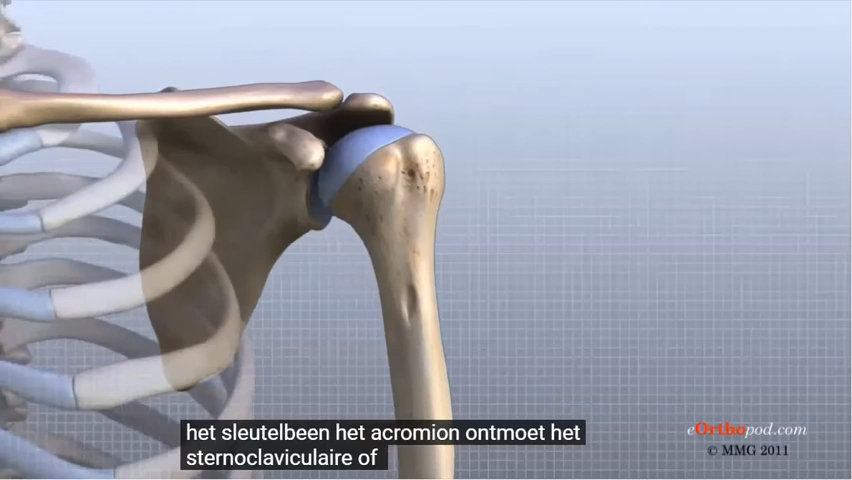 het sleutelbeen het acromion ontmoet het
sternoclaviculaire of
eOrthopod.com
© MMG 2011